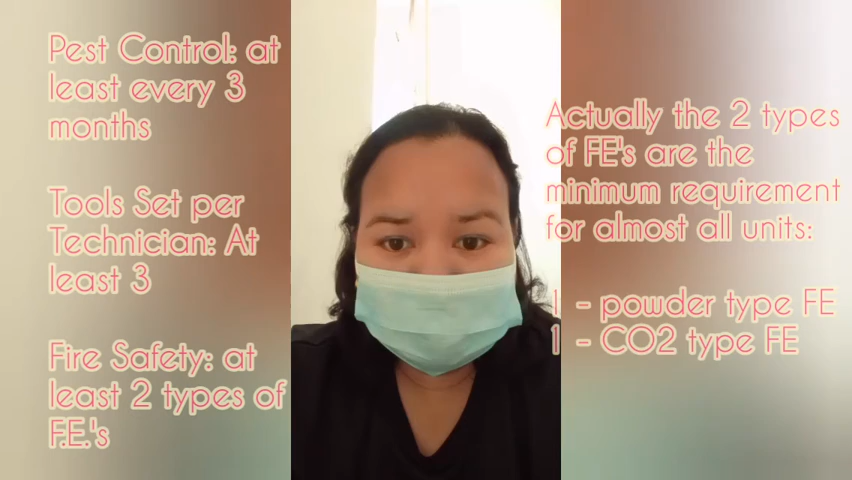 Pest Control: at
least every 3
months
Tools Set per
Technician: At
least 3
Fire Safety: at
least 2 types of
F.E.'s
Actually the 2 types
of FE's are the
minimum requirement
for almost all units:
1 - powder type FE
1 - CO2 type FE